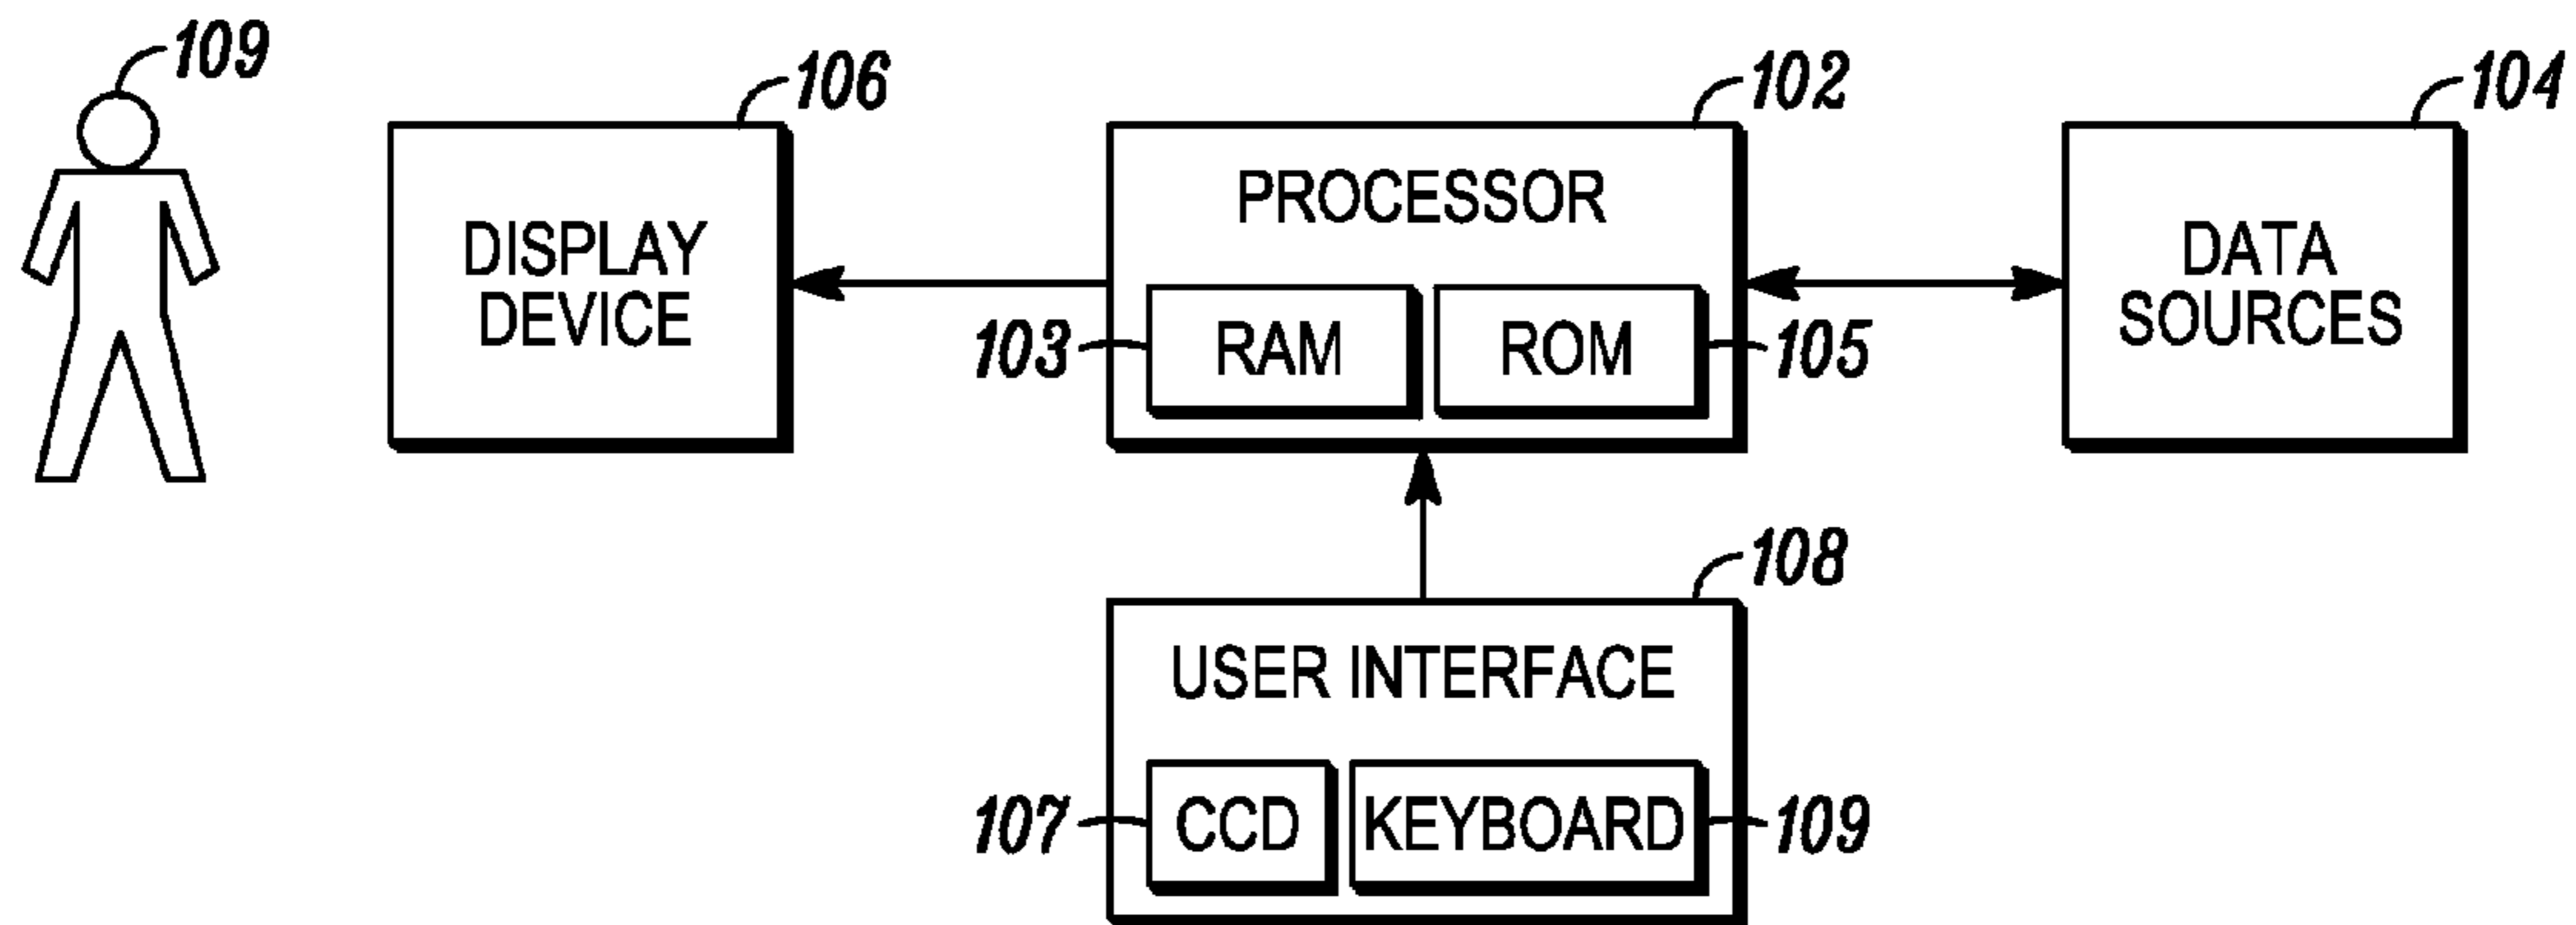 109
106
102
104
PROCESSOR
DISPLAY
DEVICE
DATA
SOURCES
103
RAM
ROM
105
108
USER INTERFACE
107
CCD
KEYBOARD
109